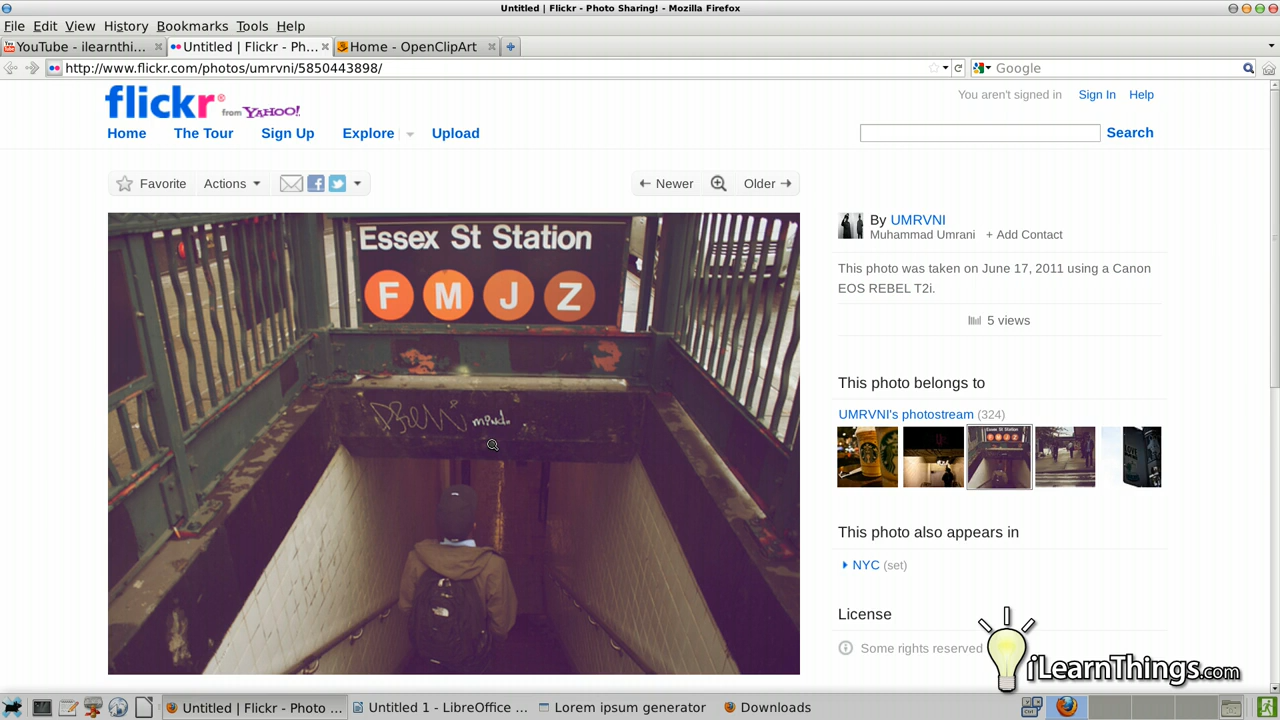 Untitled | Flickr - Photo Sharing! - Mozilla Firefox
File Edit View History Bookmarks Tools Help
YouTube - ilearnthi... Untitled | Flickr - Ph... Home - OpenClipArt
http://www.flickr.com/photos/umrvni/5850443898/ Google
flickr from YAHOO!
You aren't signed in Sign In Help
Home The Tour Sign Up Explore Upload Search
Favorite Actions Newer Older
Essex St Station
F M J Z
mind.
By UMRVNI
Muhammad Umrani + Add Contact
This photo was taken on June 17, 2011 using a Canon
EOS REBEL T2i.
5 views
This photo belongs to
UMRVNI's photostream (324)
Essex St Station
F M J Z
This photo also appears in
NYC (set)
License
Some rights reserved
iLearnThings.com
Untitled | Flickr - Photo ... Untitled 1 - LibreOffice ... Lorem ipsum generator Downloads